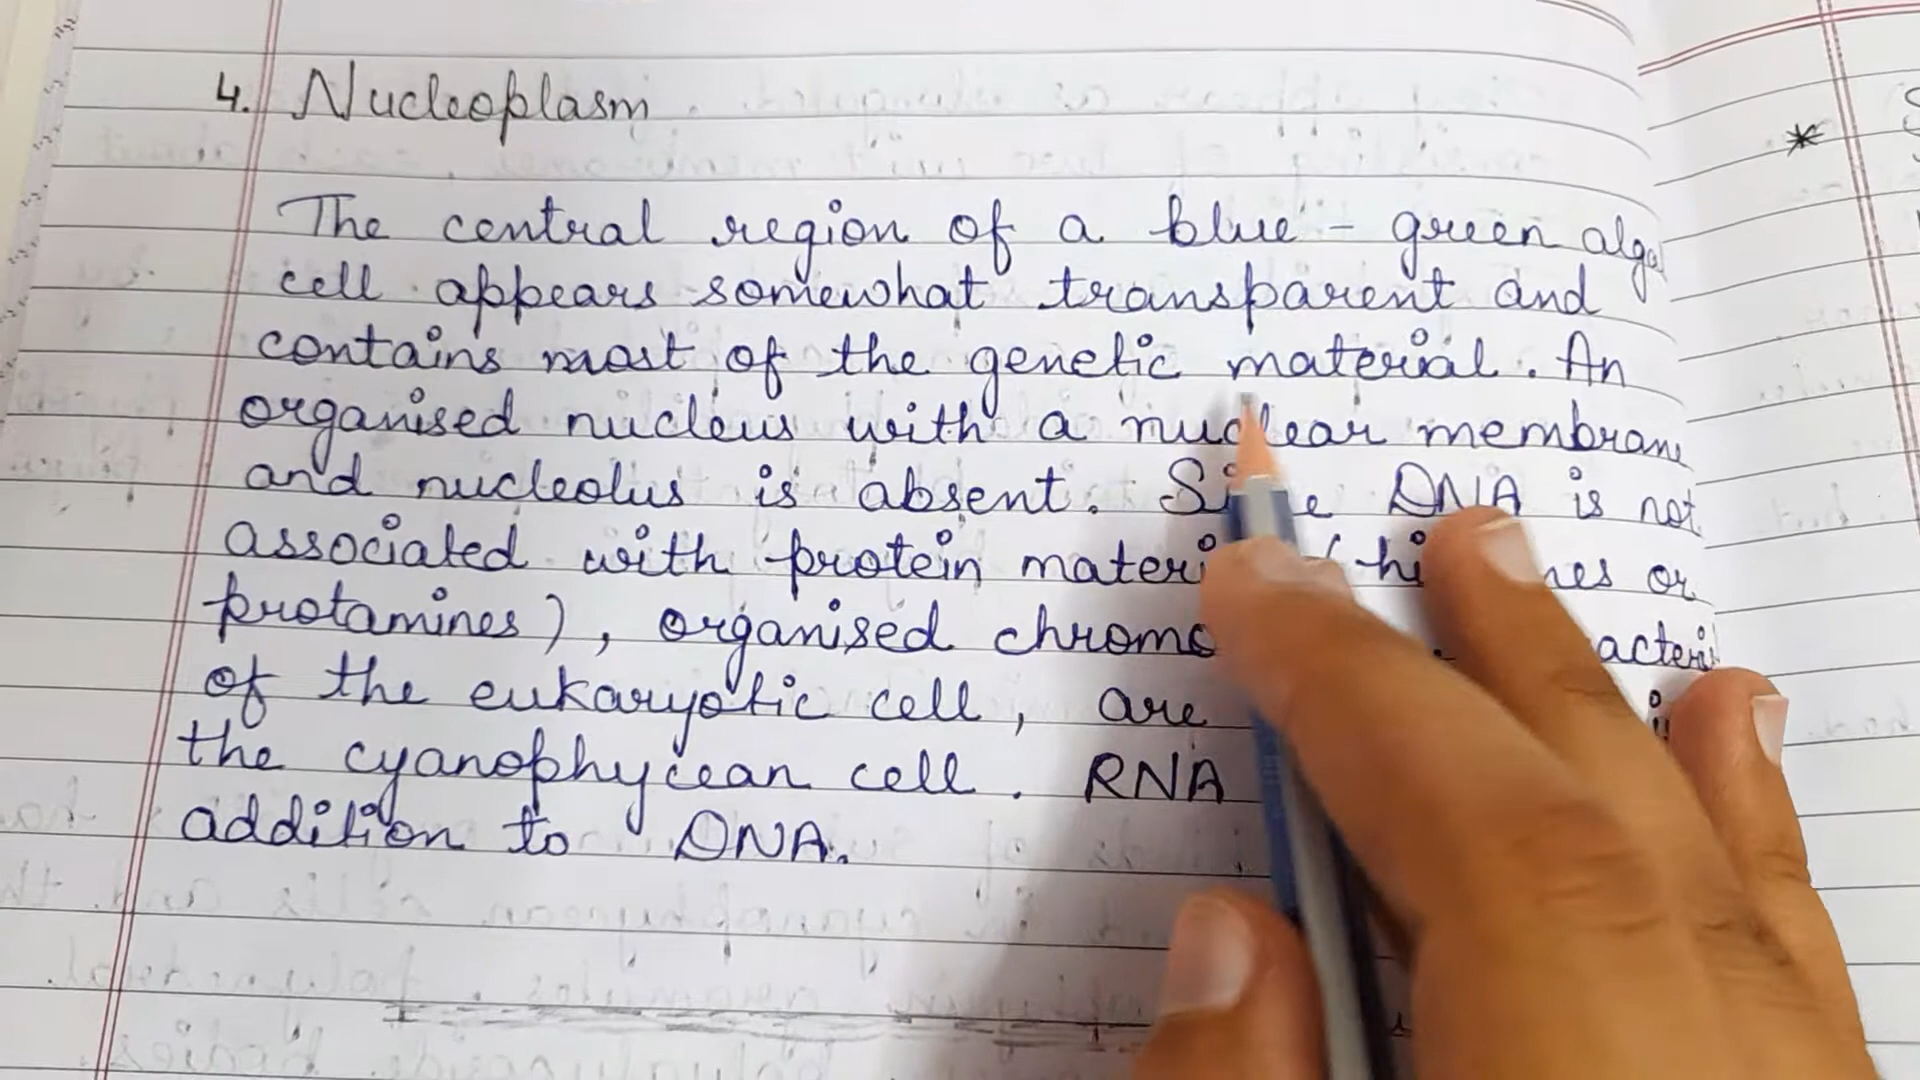 4. Nucleoplasm
The central region of a blue - green alga
cell appears somewhat transparent and
contains most of the genetic material. An
organised nucleus with a nuclear membran
and nucleolus is absent. DNA is not
associated with protein or
protamines), organised
of the eukaryotic cell, are
the cyanophycean cell. RNA
addition to DNA.
*